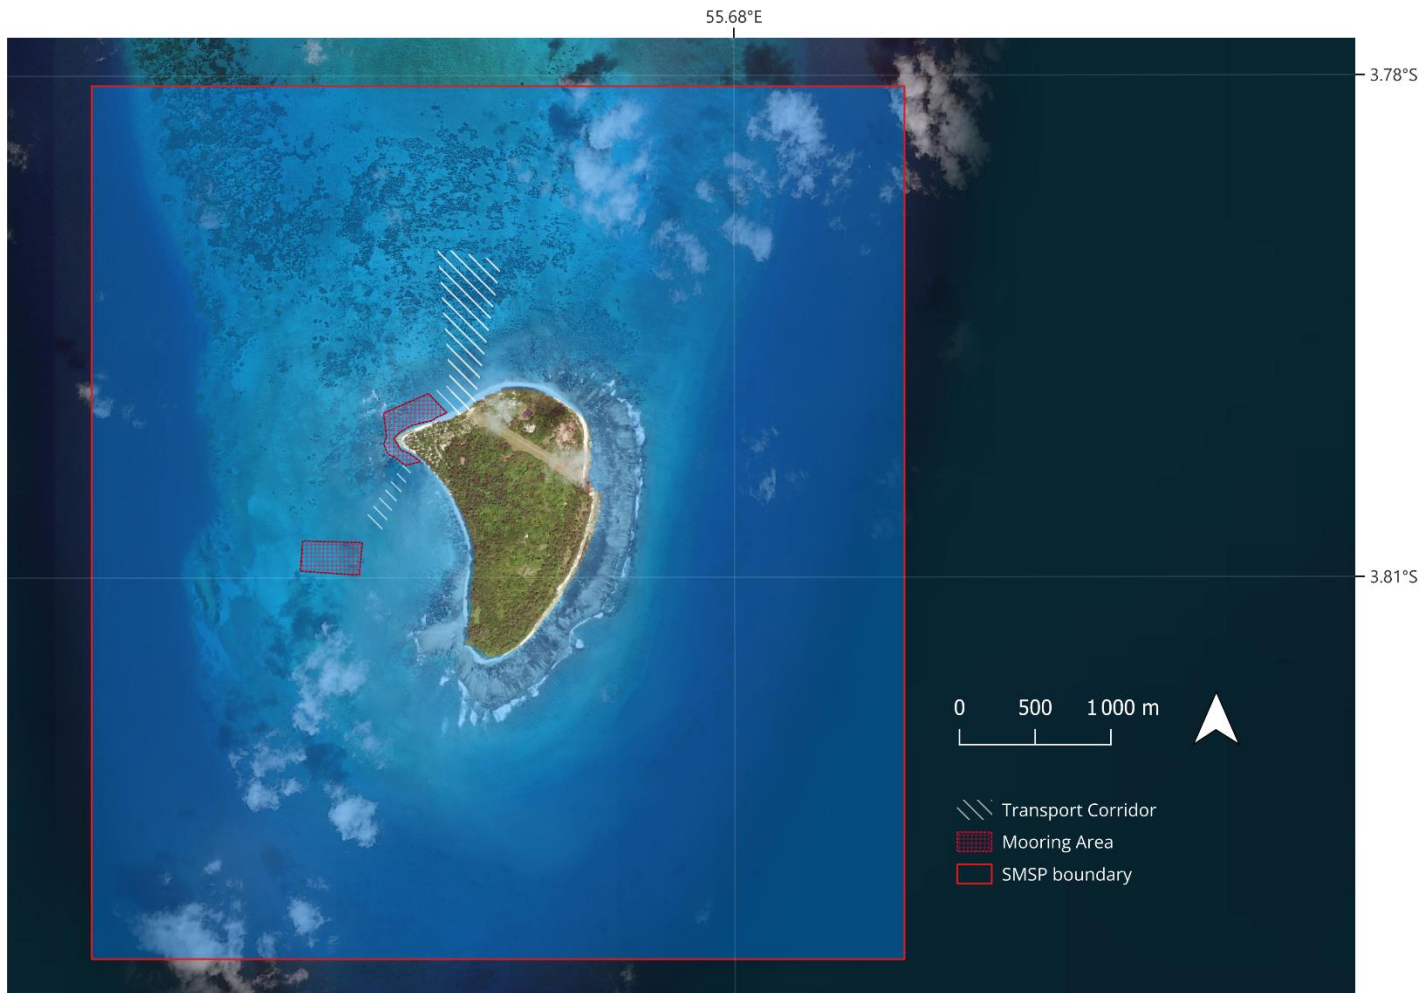 55.68°E
3.78°S
3.81°S
0 500 1 000 m
Transport Corridor
Mooring Area
SMSP boundary